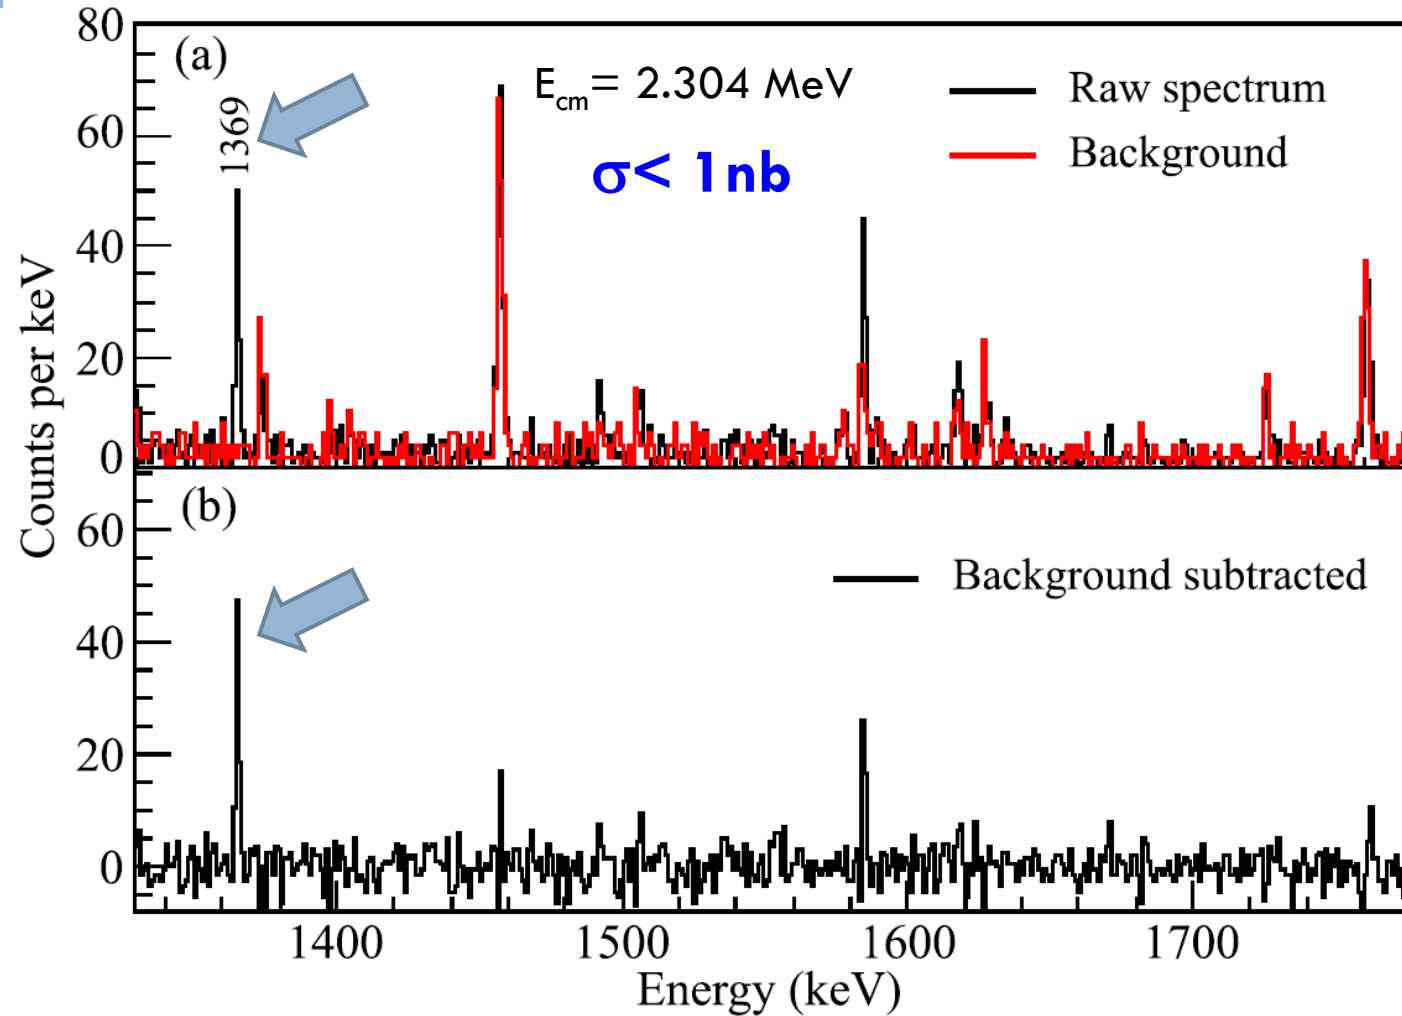 80
(a)
1369
E_cm= 2.304 MeV
σ< 1nb
Raw spectrum
Background
60
40
20
0
Counts per keV
(b)
60
40
20
0
Background subtracted
1400
1500
1600
1700
Energy (keV)